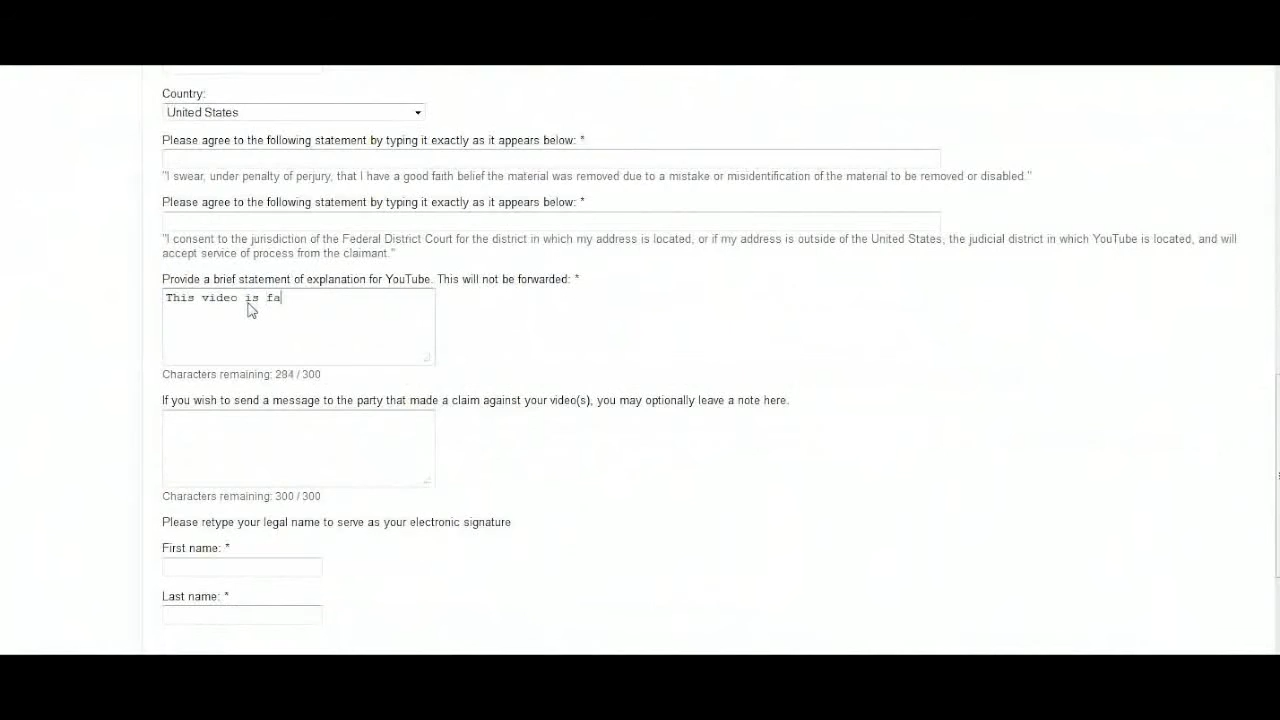 Country:
United States
Please agree to the following statement by typing it exactly as it appears below: *
"I swear, under penalty of perjury, that I have a good faith belief the material was removed due to a mistake or misidentification of the material to be removed or disabled."
Please agree to the following statement by typing it exactly as it appears below: *
"I consent to the jurisdiction of the Federal District Court for the district in which my address is located, or if my address is outside of the United States, the judicial district in which YouTube is located, and will
accept service of process from the claimant."
Provide a brief statement of explanation for YouTube. This will not be forwarded: *
This video is fa
Characters remaining: 284 / 300
If you wish to send a message to the party that made a claim against your video(s), you may optionally leave a note here.
Characters remaining: 300 / 300
Please retype your legal name to serve as your electronic signature
First name: *
Last name: *